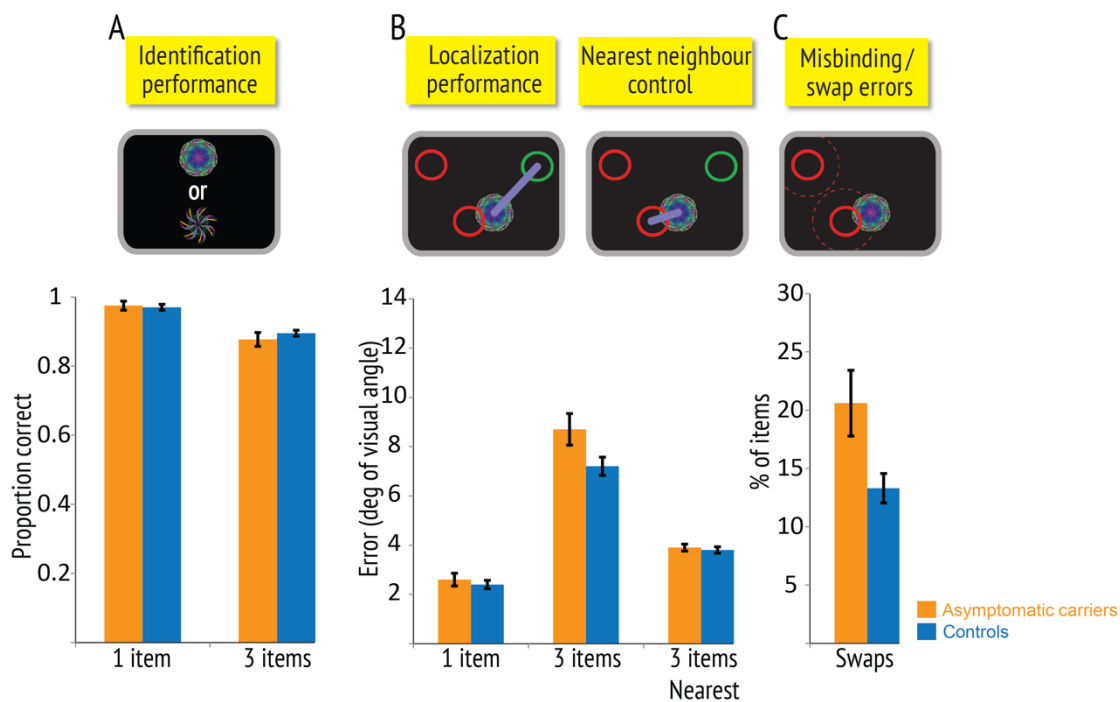 A
Identification
performance
or
Proportion correct
1
0.8
0.6
0.4
0.2
1 item
3 items
B
Localization
performance
Nearest neighbour
control
Error (deg of visual angle)
14
12
10
8
6
4
2
1 item
3 items
3 items
Nearest
C
Misbinding /
swap errors
% of items
30
25
20
15
10
5
Swaps
Asymptomatic carriers
Controls